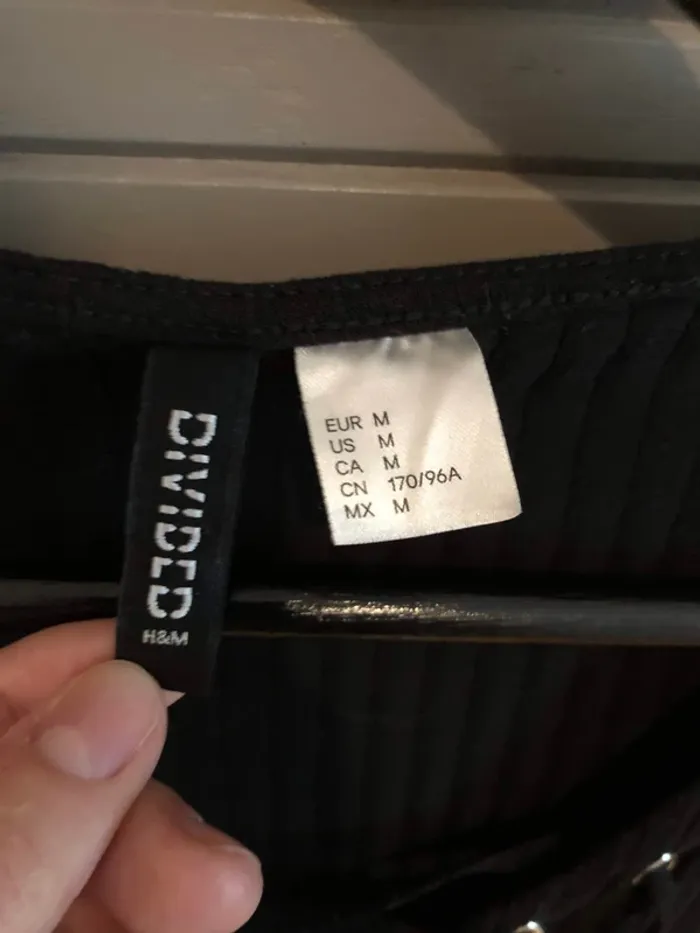 DIVIDED
H&M
EUR M
US M
CA M
CN 170/96A
MX M